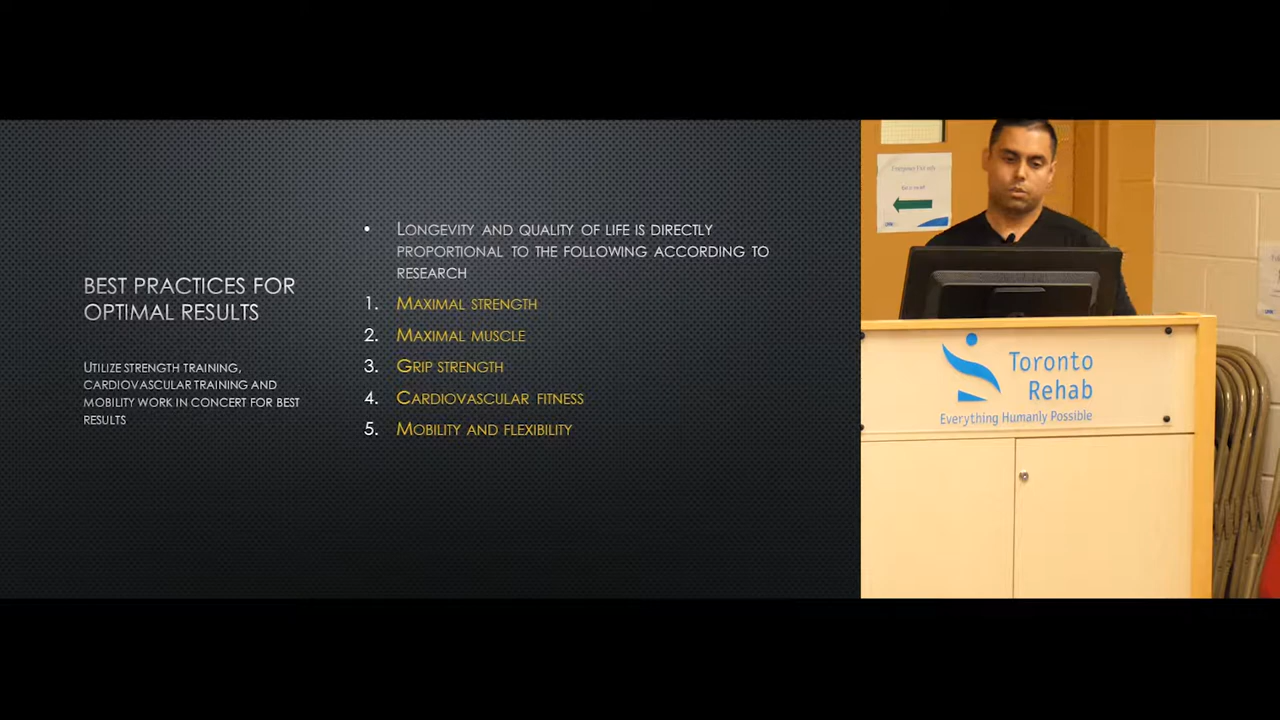 BEST PRACTICES FOR
OPTIMAL RESULTS
UTILIZE STRENGTH TRAINING,
CARDIOVASCULAR TRAINING AND
MOBILITY WORK IN CONCERT FOR BEST
RESULTS
• LONGEVITY AND QUALITY OF LIFE IS DIRECTLY
PROPORTIONAL TO THE FOLLOWING ACCORDING TO
RESEARCH
1. MAXIMAL STRENGTH
2. MAXIMAL MUSCLE
3. GRIP STRENGTH
4. CARDIOVASCULAR FITNESS
5. MOBILITY AND FLEXIBILITY
Toronto
Rehab
Everything Humanly Possible